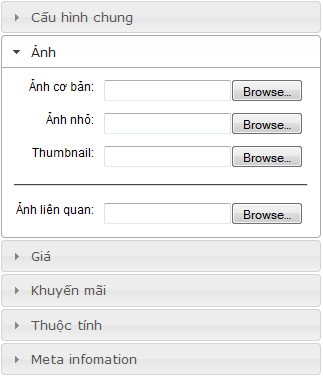 Cấu hình chung
Ảnh
Ảnh cơ bản: Browse...
Ảnh nhỏ: Browse...
Thumbnail: Browse...
Ảnh liên quan: Browse...
Giá
Khuyến mãi
Thuộc tính
Meta infomation